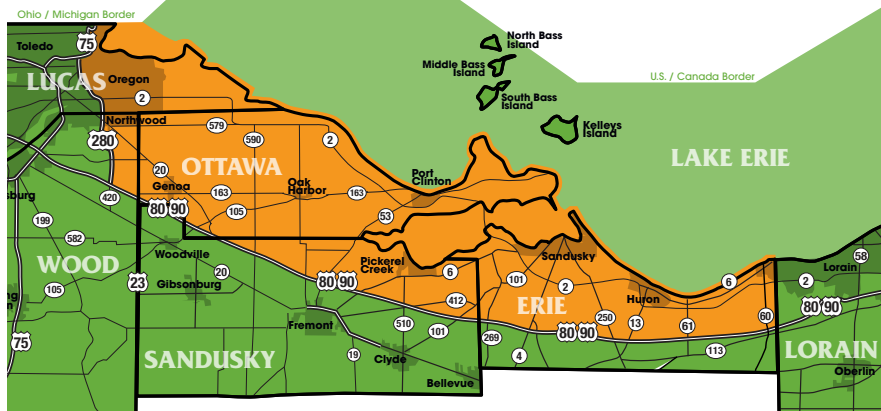 Ohio / Michigan Border
Toledo
75
LUCAS
Oregon
2
Northwood
280
North Bass
Island
Middle Bass
Island
South Bass
Island
Kelleys
Island
U.S. / Canada Border
LAKE ERIE
579
590
2
OTTAWA
20
Genoa
163
Oak
Harbor
163
Port
Clinton
105
53
80 90
420
199
582
WOOD
105
23
75
Woodville
20
Gibsonburg
Pickerel
Creek
6
80 90
412
Fremont
510
101
19
Clyde
Bellevue
SANDUSKY
Sandusky
101
2
6
ERIE
Huron
250
13
61
60
80 90
269
4
113
58
Lorain
2
80 90
LORAIN
Oberlin